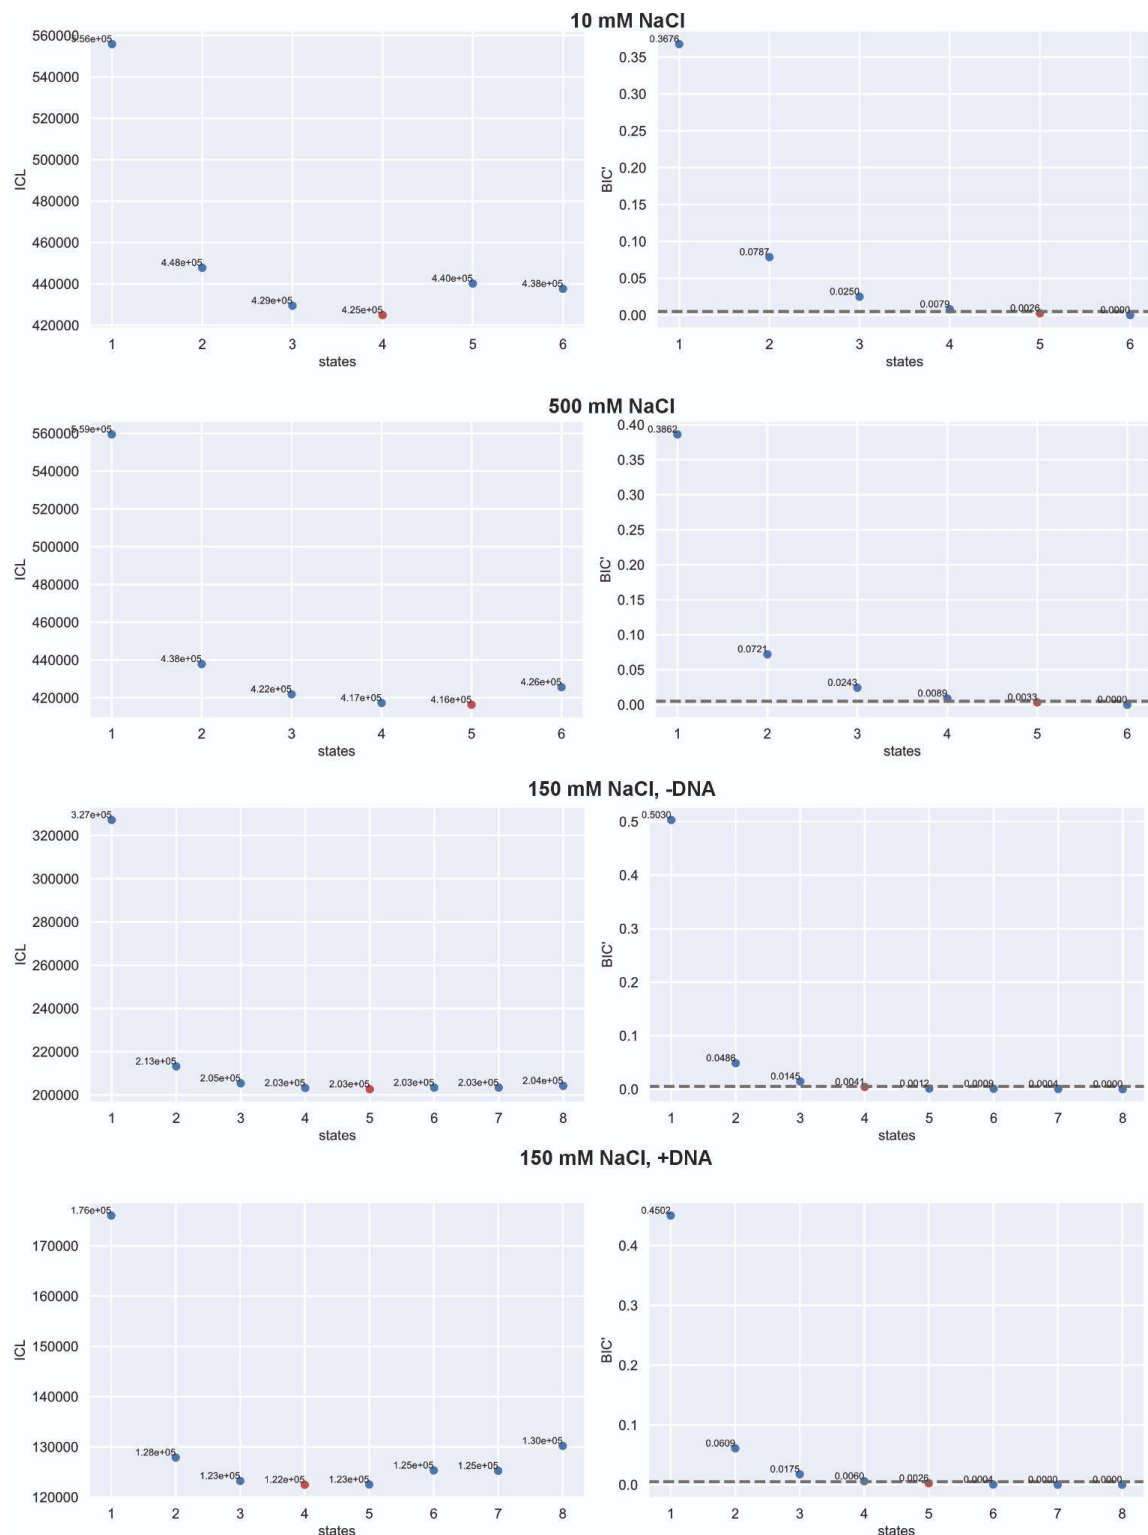 10 mM NaCl
560000
5.56e+05
540000
520000
500000
ICL
480000
460000
4.48e+05
440000
4.40e+05
4.38e+05
4.29e+05
4.25e+05
420000
1 2 3 4 5 6
states
0.3676
0.35
0.30
0.25
0.20
BIC'
0.15
0.10
0.0787
0.05
0.0250
0.0079
0.0026
0.0000
0.00
1 2 3 4 5 6
states
500 mM NaCl
560000
5.59e+05
540000
520000
500000
ICL
480000
460000
440000
4.38e+05
4.22e+05
4.17e+05
4.16e+05
4.26e+05
420000
1 2 3 4 5 6
states
0.40
0.3862
0.35
0.30
0.25
0.20
BIC'
0.15
0.10
0.0721
0.05
0.0243
0.0089
0.0033
0.0000
0.00
1 2 3 4 5 6
states
150 mM NaCl, -DNA
3.27e+05
320000
300000
280000
260000
ICL
240000
220000
2.13e+05
2.05e+05
2.03e+05
2.03e+05
2.03e+05
2.03e+05
2.04e+05
200000
1 2 3 4 5 6 7 8
states
0.5
0.5030
0.4
0.3
BIC'
0.2
0.1
0.0486
0.0145
0.0041
0.0012
0.0009
0.0004
0.0000
0.0
1 2 3 4 5 6 7 8
states
150 mM NaCl, +DNA
1.76e+05
170000
160000
150000
ICL
140000
130000
1.28e+05
1.23e+05
1.22e+05
1.23e+05
1.25e+05
1.25e+05
1.30e+05
120000
1 2 3 4 5 6 7 8
states
0.4502
0.4
0.3
BIC'
0.2
0.1
0.0609
0.0175
0.0060
0.0026
0.0004
0.0000
0.0000
0.0
1 2 3 4 5 6 7 8
states